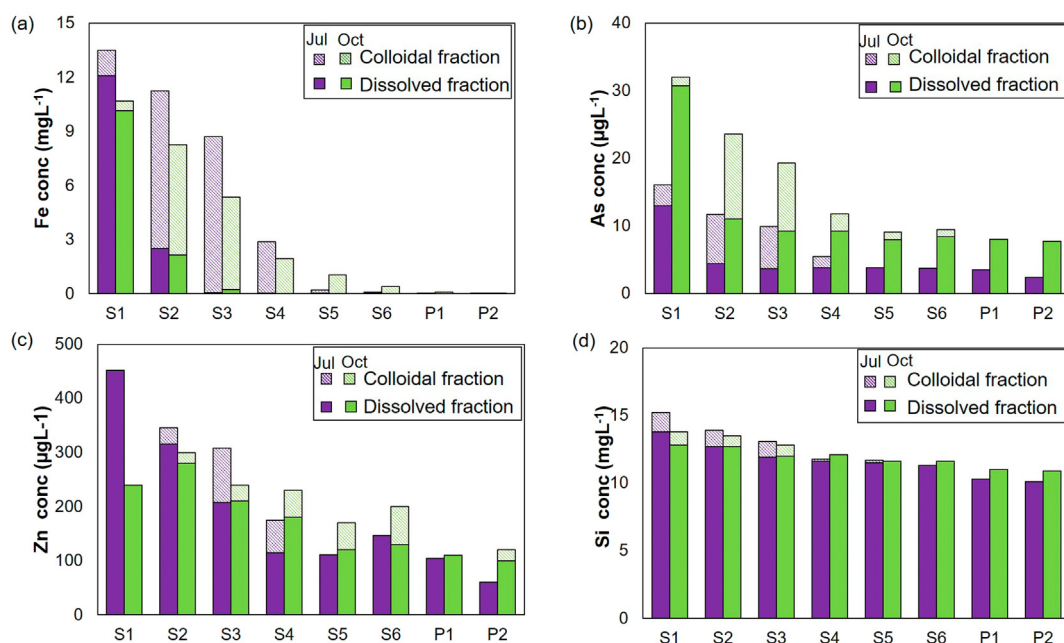 (a)
15
12
9
6
3
0
Fe conc (mgL⁻¹)
Jul Oct
Colloidal fraction
Dissolved fraction
S1 S2 S3 S4 S5 S6 P1 P2
(b)
40
30
20
10
0
As conc (µgL⁻¹)
Jul Oct
Colloidal fraction
Dissolved fraction
S1 S2 S3 S4 S5 S6 P1 P2
(c)
500
400
300
200
100
0
Zn conc (µgL-1)
Jul Oct
Colloidal fraction
Dissolved fraction
S1 S2 S3 S4 S5 S6 P1 P2
(d)
20
15
10
5
0
Si conc (mgL⁻¹)
Jul Oct
Colloidal fraction
Dissolved fraction
S1 S2 S3 S4 S5 S6 P1 P2